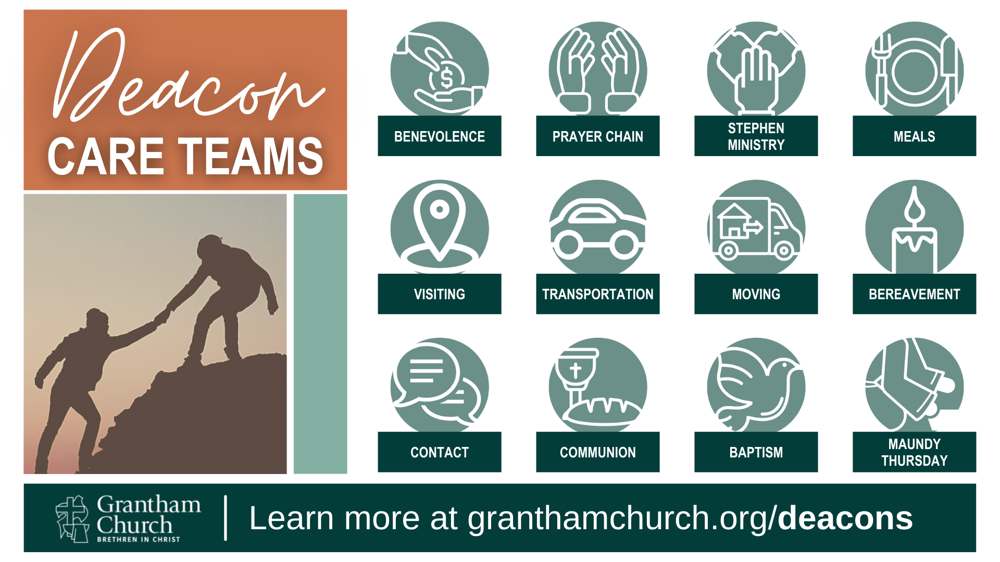 Deacon
CARE TEAMS
$
BENEVOLENCE
PRAYER CHAIN
STEPHEN
MINISTRY
MEALS
VISITING
TRANSPORTATION
MOVING
BEREAVEMENT
CONTACT
COMMUNION
BAPTISM
MAUNDY
THURSDAY
Grantham
Church
BRETHREN IN CHRIST
Learn more at granthamchurch.org/deacons